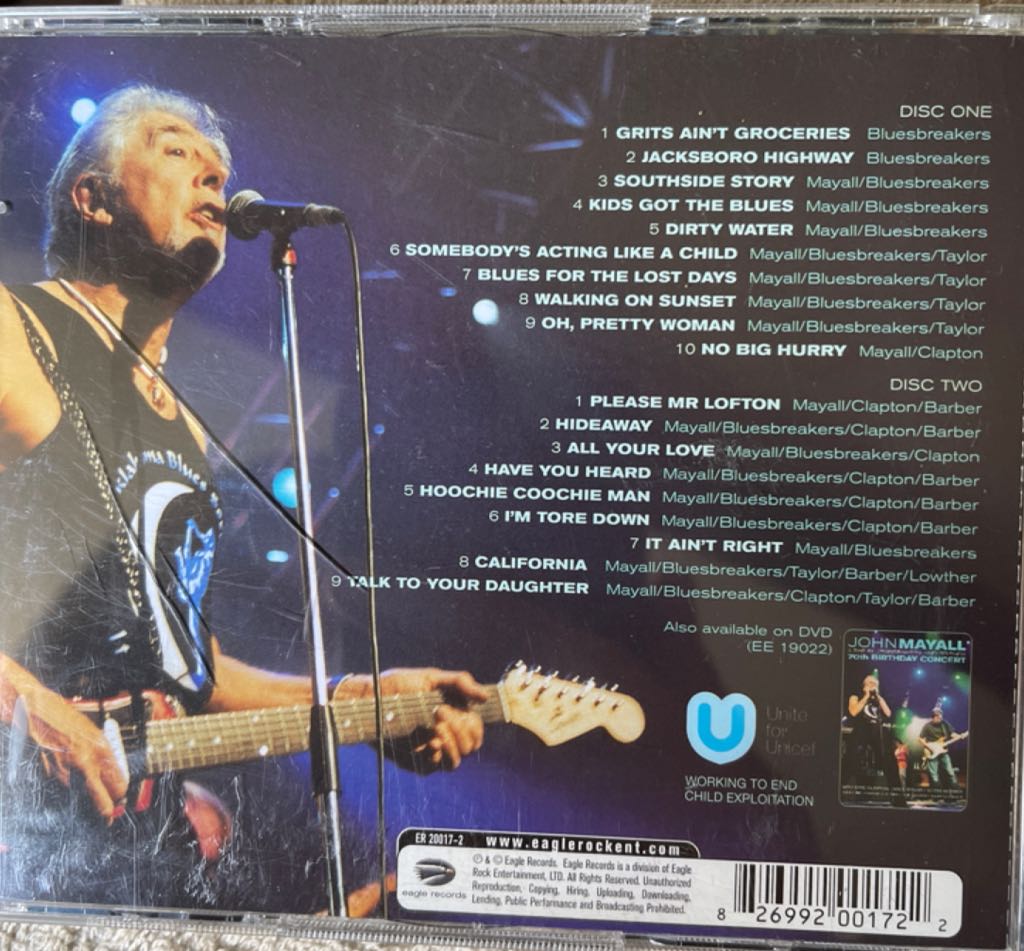 DISC ONE
1 GRITS AIN'T GROCERIES Bluesbreakers
2 JACKSBORO HIGHWAY Bluesbreakers
3 SOUTHSIDE STORY Mayall/Bluesbreakers
4 KIDS GOT THE BLUES Mayall/Bluesbreakers
5 DIRTY WATER Mayall/Bluesbreakers
6 SOMEBODY'S ACTING LIKE A CHILD Mayall/Bluesbreakers/Taylor
7 BLUES FOR THE LOST DAYS Mayall/Bluesbreakers/Taylor
8 WALKING ON SUNSET Mayall/Bluesbreakers/Taylor
9 OH, PRETTY WOMAN Mayall/Bluesbreakers/Taylor
10 NO BIG HURRY Mayall/Clapton
DISC TWO
1 PLEASE MR LOFTON Mayall/Clapton/Barber
2 HIDEAWAY Mayall/Bluesbreakers/Clapton/Barber
3 ALL YOUR LOVE Mayall/Bluesbreakers/Clapton
4 HAVE YOU HEARD Mayall/Bluesbreakers/Clapton/Barber
5 HOOCHIE COOCHIE MAN Mayall/Bluesbreakers/Clapton/Barber
6 I'M TORE DOWN Mayall/Bluesbreakers/Clapton/Barber
7 IT AIN'T RIGHT Mayall/Bluesbreakers
8 CALIFORNIA Mayall/Bluesbreakers/Taylor/Barber/Lowther
9 TALK TO YOUR DAUGHTER Mayall/Bluesbreakers/Clapton/Taylor/Barber
ma Blues
Also available on DVD
(EE 19022)
JOHN MAYALL
70th BIRTHDAY CONCERT
U
Unite
for
Unicef
WORKING TO END
CHILD EXPLOITATION
ER 20017-2 www.eaglerockent.com
eagle records
℗ & © Eagle Records. Eagle Records is a division of Eagle
Rock Entertainment, LTD. All Rights Reserved. Unauthorized
Reproduction, Copying, Hiring, Uploading, Downloading,
Lending, Public Performance and Broadcasting Prohibited.
8 26992 00172 2